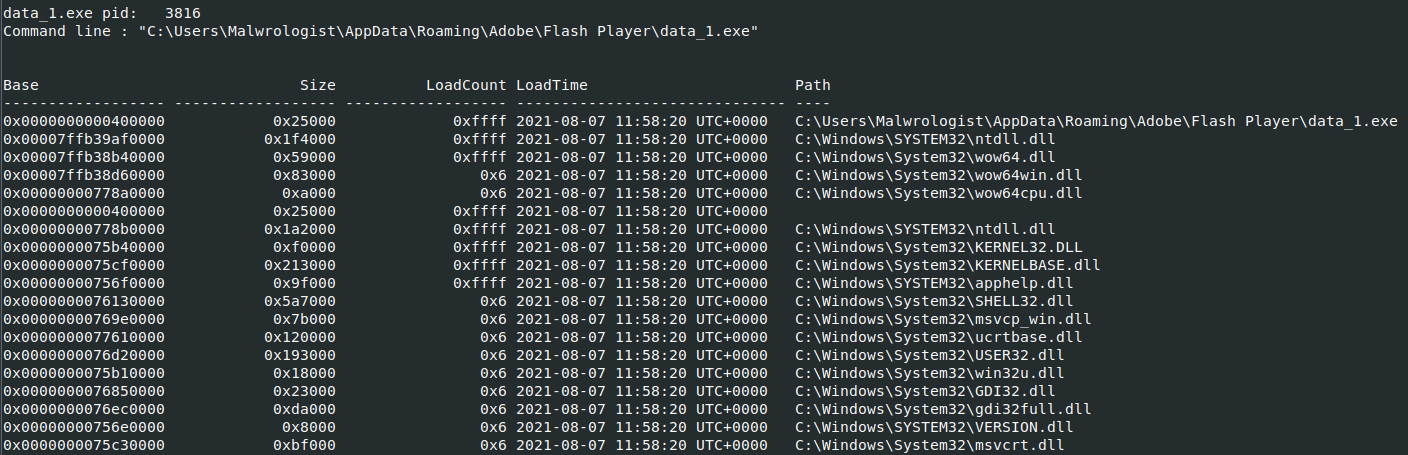 data_1.exe pid:   3816
Command line : "C:\Users\Malwrologist\AppData\Roaming\Adobe\Flash Player\data_1.exe"
Base                             Size          LoadCount LoadTime                       Path
------------------ ------------------ ------------------ ------------------------------ ----
0x0000000000400000            0x25000             0xffff 2021-08-07 11:58:20 UTC+0000   C:\Users\Malwrologist\AppData\Roaming\Adobe\Flash Player\data_1.exe
0x00007ffb39af0000           0x1f4000             0xffff 2021-08-07 11:58:20 UTC+0000   C:\Windows\SYSTEM32\ntdll.dll
0x00007ffb38b40000            0x59000             0xffff 2021-08-07 11:58:20 UTC+0000   C:\Windows\System32\wow64.dll
0x00007ffb38d60000            0x83000                0x6 2021-08-07 11:58:20 UTC+0000   C:\Windows\System32\wow64win.dll
0x00000000778a0000             0xa000                0x6 2021-08-07 11:58:20 UTC+0000   C:\Windows\System32\wow64cpu.dll
0x0000000000400000            0x25000             0xffff 2021-08-07 11:58:20 UTC+0000
0x00000000778b0000           0x1a2000             0xffff 2021-08-07 11:58:20 UTC+0000   C:\Windows\SYSTEM32\ntdll.dll
0x0000000075b40000            0xf0000             0xffff 2021-08-07 11:58:20 UTC+0000   C:\Windows\System32\KERNEL32.DLL
0x0000000075cf0000           0x213000             0xffff 2021-08-07 11:58:20 UTC+0000   C:\Windows\System32\KERNELBASE.dll
0x00000000756f0000            0x9f000             0xffff 2021-08-07 11:58:20 UTC+0000   C:\Windows\SYSTEM32\apphelp.dll
0x0000000076130000           0x5a7000                0x6 2021-08-07 11:58:20 UTC+0000   C:\Windows\System32\SHELL32.dll
0x00000000769e0000            0x7b000                0x6 2021-08-07 11:58:20 UTC+0000   C:\Windows\System32\msvcp_win.dll
0x0000000077610000           0x120000                0x6 2021-08-07 11:58:20 UTC+0000   C:\Windows\System32\ucrtbase.dll
0x0000000076d20000           0x193000                0x6 2021-08-07 11:58:20 UTC+0000   C:\Windows\System32\USER32.dll
0x0000000075b10000            0x18000                0x6 2021-08-07 11:58:20 UTC+0000   C:\Windows\System32\win32u.dll
0x0000000076850000            0x23000                0x6 2021-08-07 11:58:20 UTC+0000   C:\Windows\System32\GDI32.dll
0x0000000076ec0000            0xda000                0x6 2021-08-07 11:58:20 UTC+0000   C:\Windows\System32\gdi32full.dll
0x00000000756e0000             0x8000                0x6 2021-08-07 11:58:20 UTC+0000   C:\Windows\SYSTEM32\VERSION.dll
0x0000000075c30000            0xbf000                0x6 2021-08-07 11:58:20 UTC+0000   C:\Windows\System32\msvcrt.dll